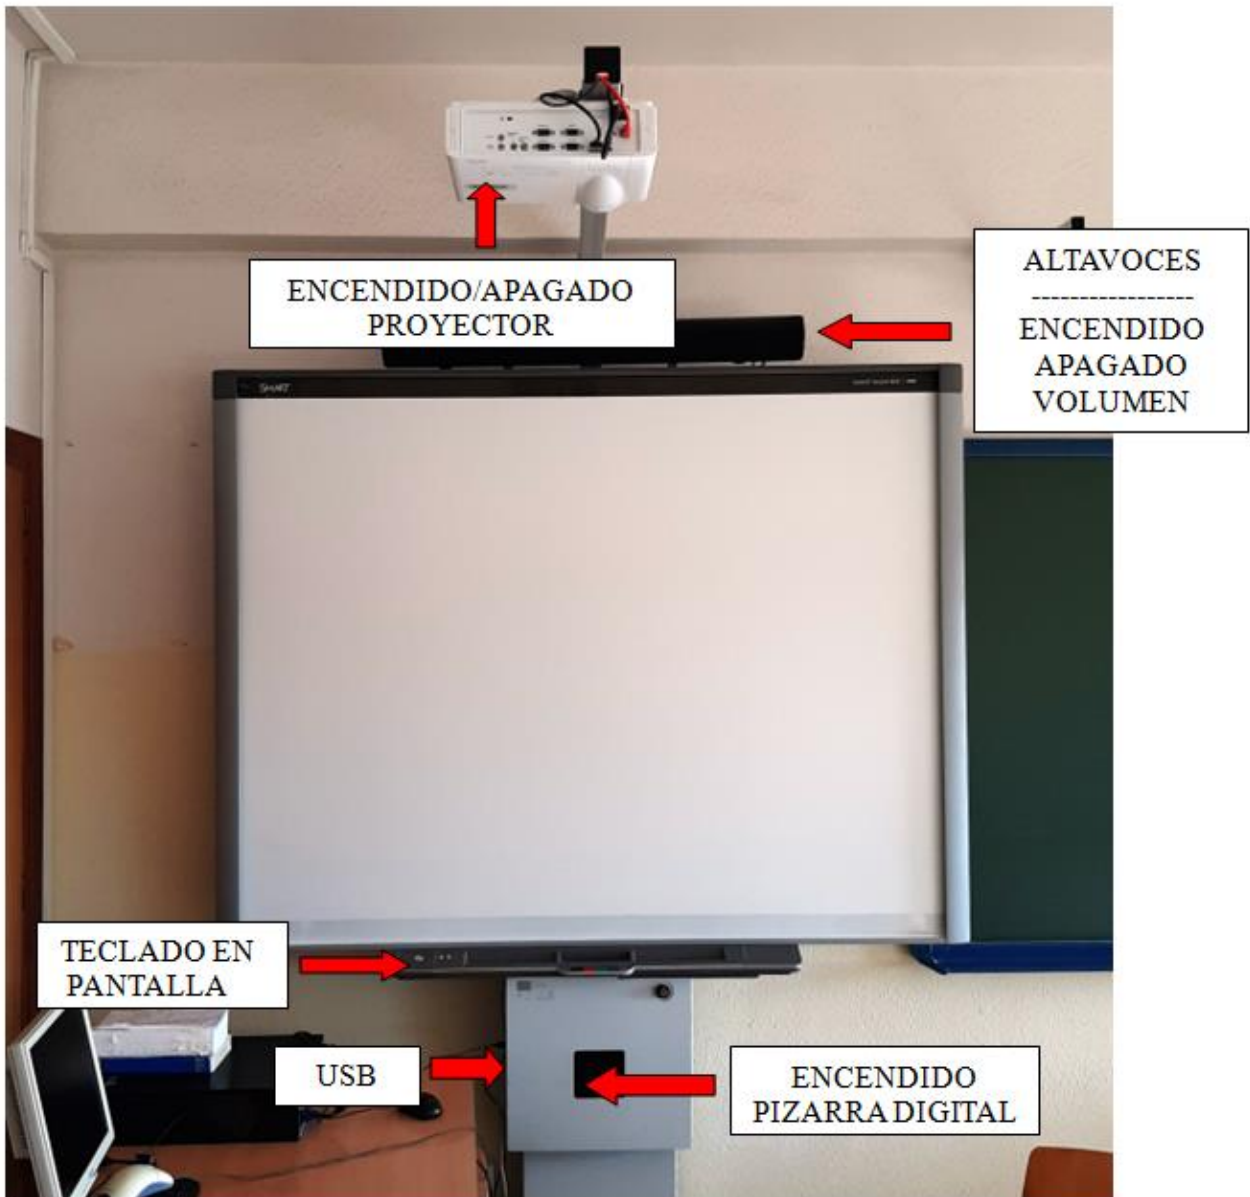 ENCENDIDO/APAGADO
PROYECTOR
ALTAVOCES
-----------------
ENCENDIDO
APAGADO
VOLUMEN
SMART
TECLADO EN
PANTALLA
USB
ENCENDIDO
PIZARRA DIGITAL